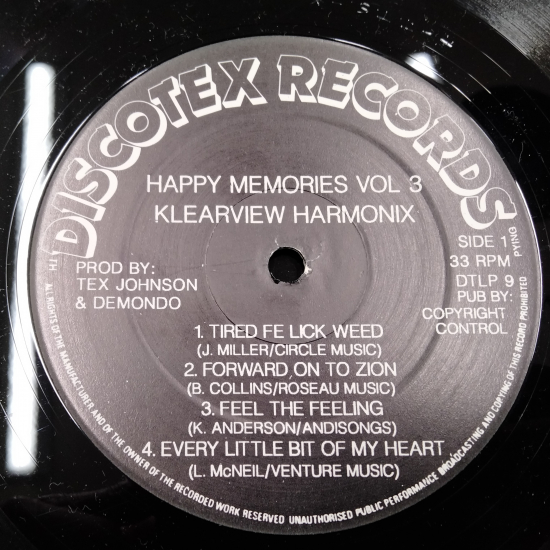 DISCOTEX RECORDS
HAPPY MEMORIES VOL 3
KLEARVIEW HARMONIX
SIDE 1
33 RPM
DTLP 9
PUB BY:
COPYRIGHT
CONTROL
PROD BY:
TEX JOHNSON
& DEMONDO
1. TIRED FE LICK WEED
(J. MILLER/CIRCLE MUSIC)
2. FORWARD ON TO ZION
(B. COLLINS/ROSEAU MUSIC)
3. FEEL THE FEELING
(K. ANDERSON/ANDISONGS)
4. EVERY LITTLE BIT OF MY HEART
(L. McNEIL/VENTURE MUSIC)
ALL RIGHTS OF THE MANUFACTURER AND OF THE OWNER OF THE RECORDED WORK RESERVED UNAUTHORISED PUBLIC PERFORMANCE BROADCASTING AND COPYING OF THIS RECORD PROHIBITED